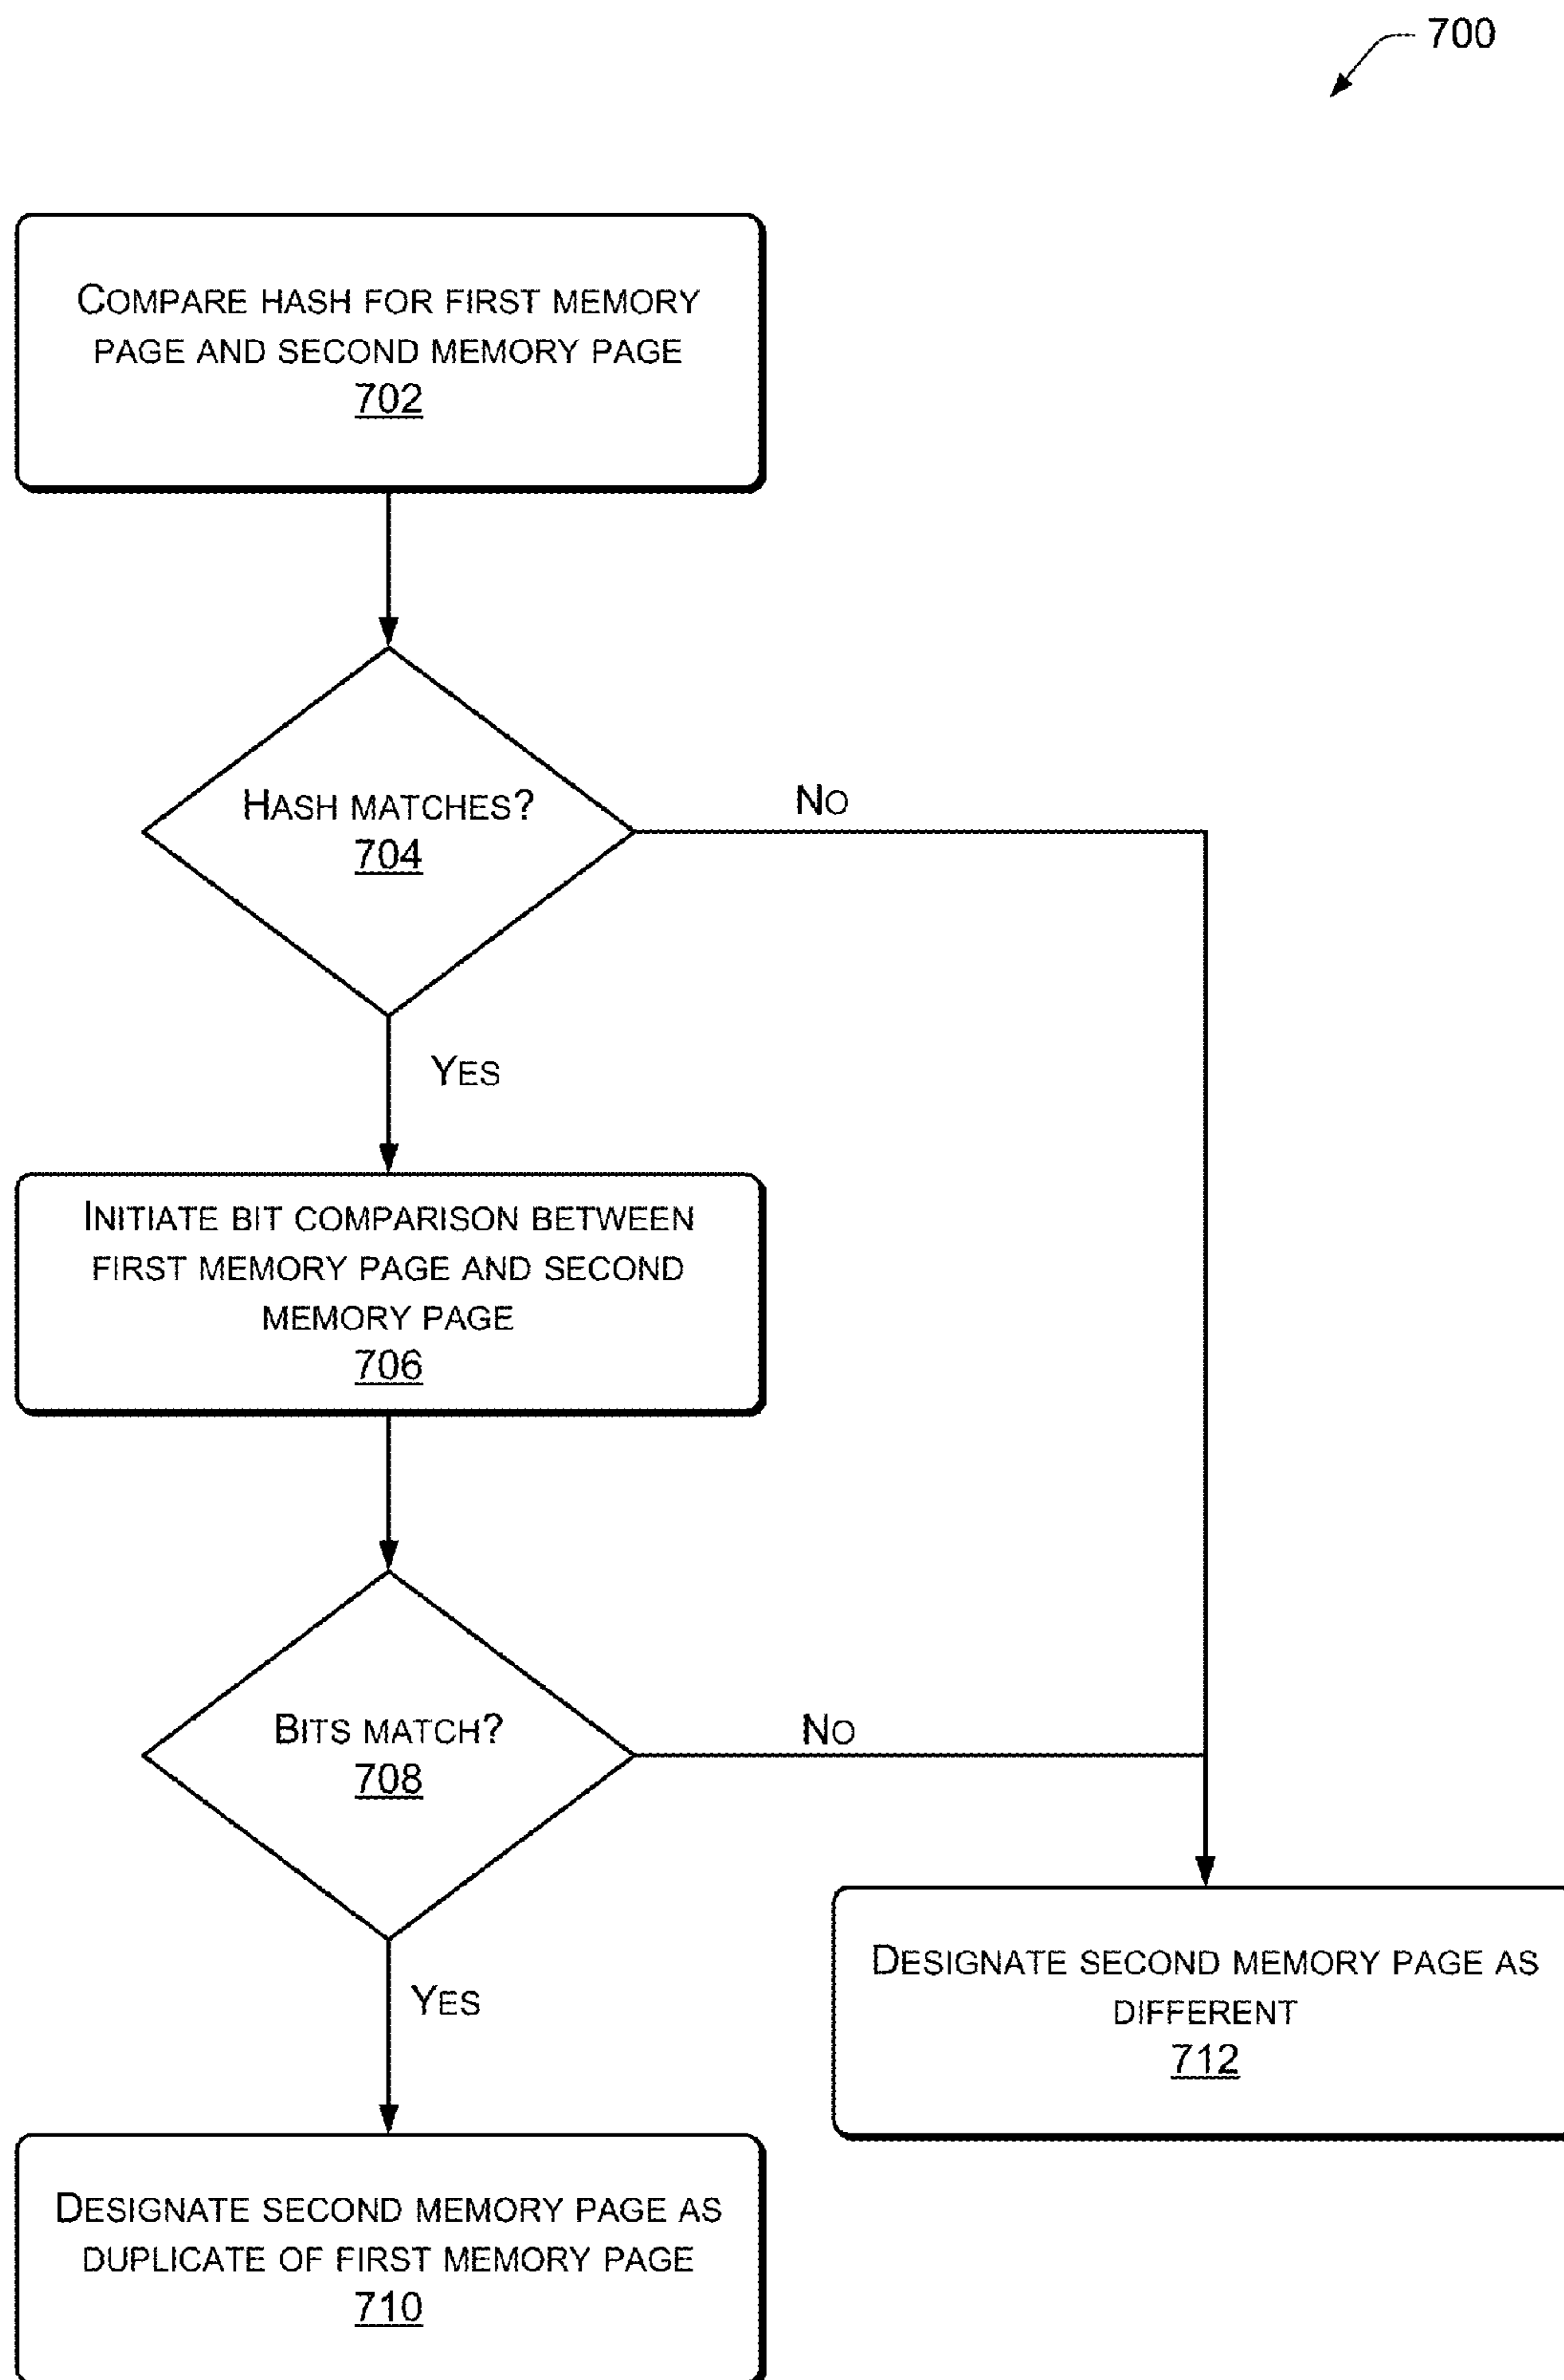 700
Compare hash for first memory
page and second memory page
702
Hash matches?
704
No
Yes
Initiate bit comparison between
first memory page and second
memory page
706
Bits match?
708
No
Yes
Designate second memory page as
different
712
Designate second memory page as
duplicate of first memory page
710